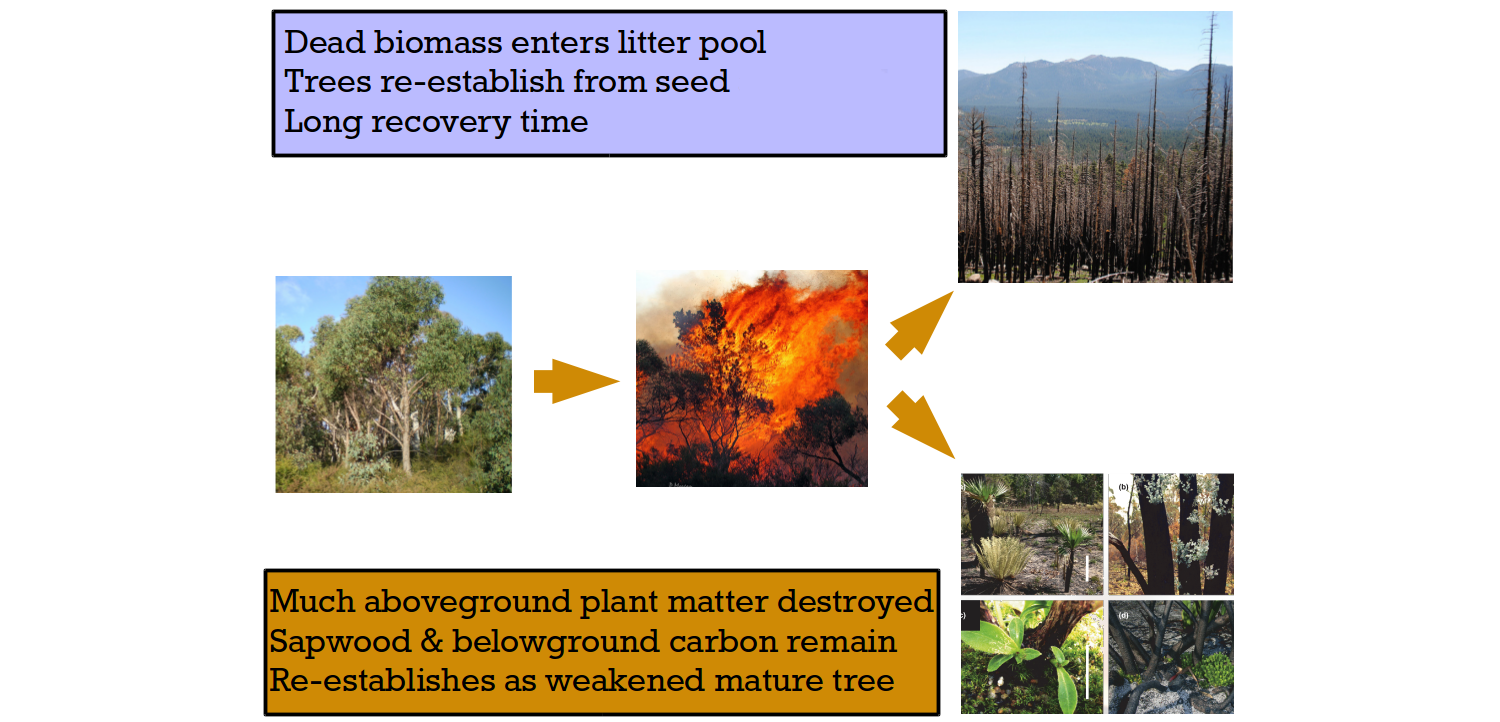 Dead biomass enters litter pool
Trees re-establish from seed
Long recovery time
(b)
(d)
Much aboveground plant matter destroyed
Sapwood & belowground carbon remain
Re-establishes as weakened mature tree